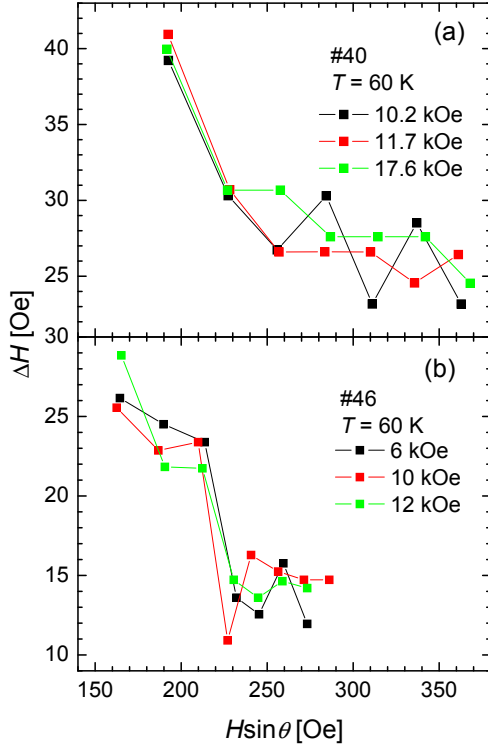 (a)
#40
T = 60 K
10.2 kOe
11.7 kOe
17.6 kOe
40
35
30
25
30
ΔH [Oe]
(b)
#46
T = 60 K
6 kOe
10 kOe
12 kOe
25
20
15
10
150 200 250 300 350
Hsinθ [Oe]